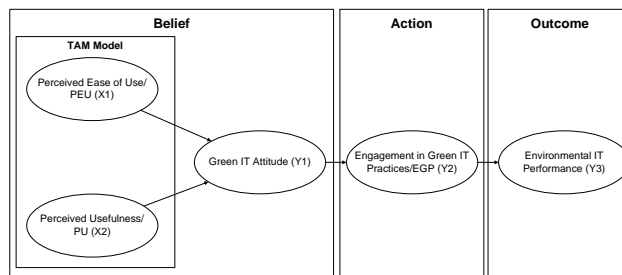 Belief
Action
Outcome
TAM Model
Perceived Ease of Use/
PEU (X1)
Green IT Attitude (Y1)
Engagement in Green IT
Practices/EGP (Y2)
Environmental IT
Performance (Y3)
Perceived Usefulness/
PU (X2)